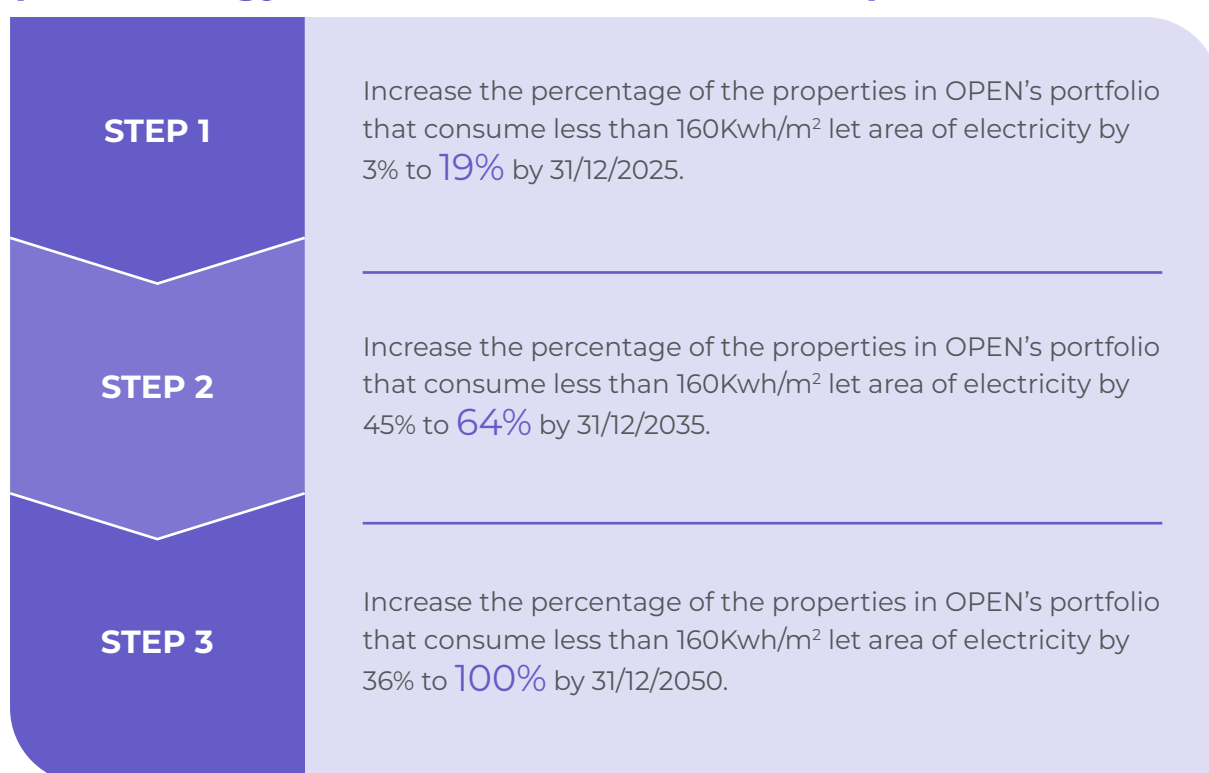 STEP 1
Increase the percentage of the properties in OPEN’s portfolio
that consume less than 160Kwh/m² let area of electricity by
3% to 19% by 31/12/2025.
STEP 2
Increase the percentage of the properties in OPEN’s portfolio
that consume less than 160Kwh/m² let area of electricity by
45% to 64% by 31/12/2035.
STEP 3
Increase the percentage of the properties in OPEN’s portfolio
that consume less than 160Kwh/m² let area of electricity by
36% to 100% by 31/12/2050.